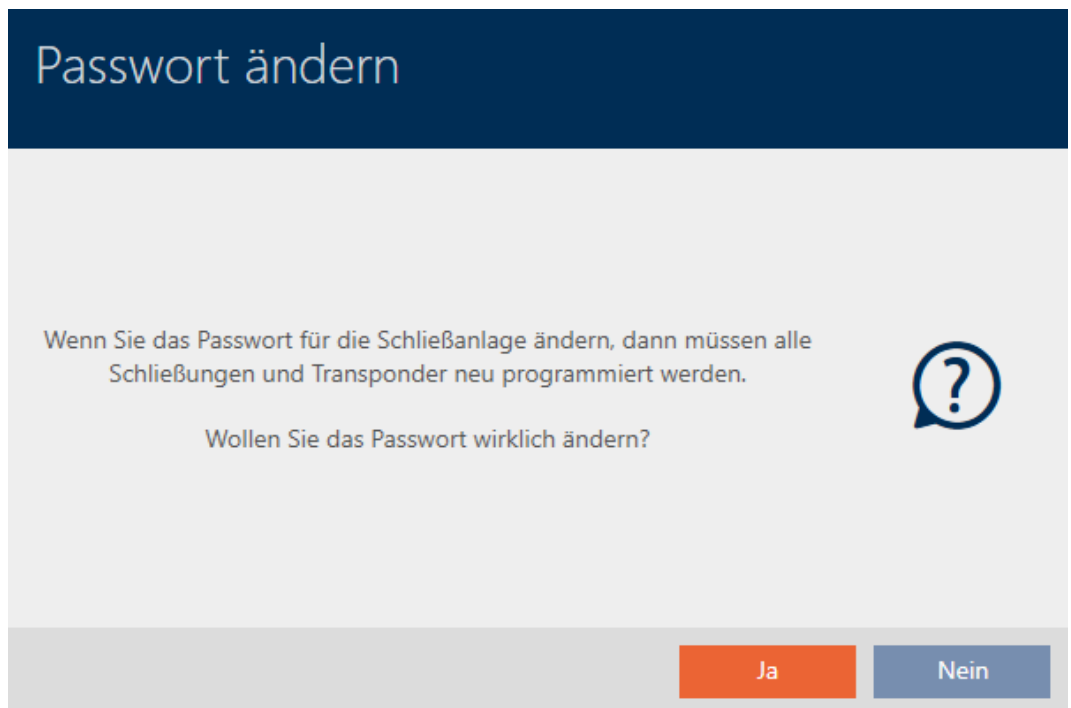 Passwort ändern
Wenn Sie das Passwort für die Schließanlage ändern, dann müssen alle
Schließungen und Transponder neu programmiert werden.
Wollen Sie das Passwort wirklich ändern?
?
Ja
Nein